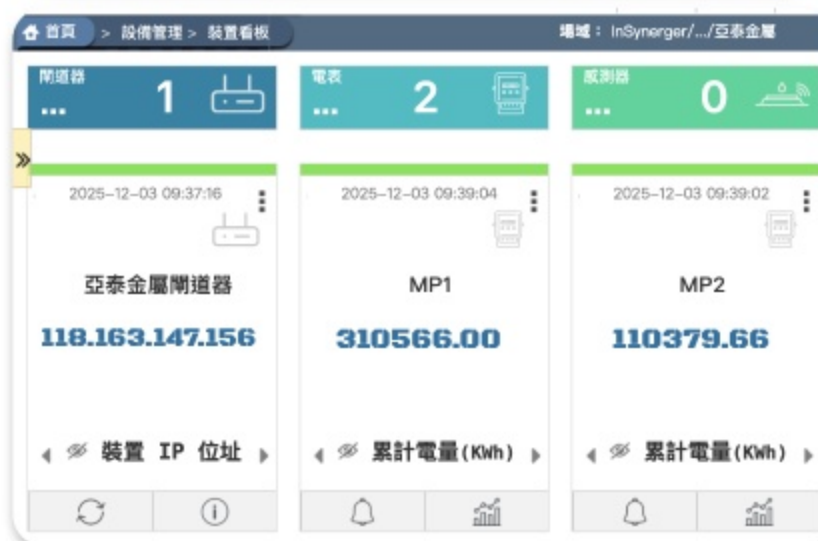 首頁 > 設備管理 > 裝置看板
場域： InSynerger/.../亞泰金屬
閘道器
... 1
電表
... 2
感測器
... 0
»
2025-12-03 09:37:16
亞泰金屬閘道器
118.163.147.156
裝置 IP 位址
2025-12-03 09:39:04
MP1
310566.00
累計電量(KWh)
2025-12-03 09:39:02
MP2
110379.66
累計電量(KWh)